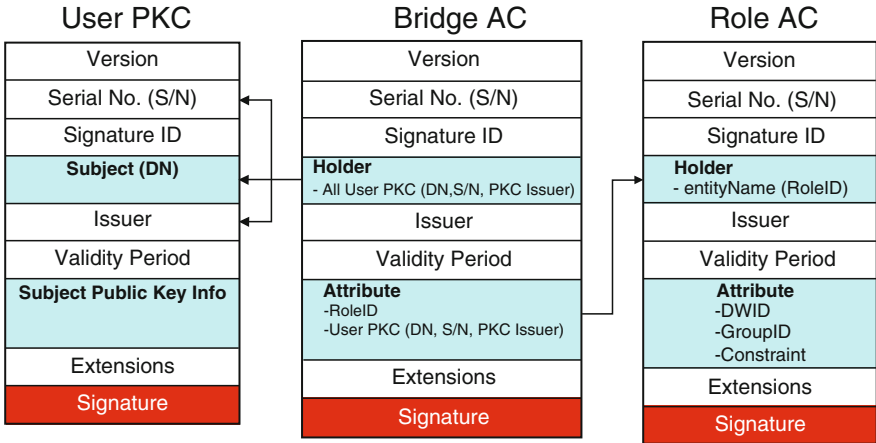 User PKC
Version
Serial No. (S/N)
Signature ID
Subject (DN)
Issuer
Validity Period
Subject Public Key Info
Extensions
Signature
Bridge AC
Version
Serial No. (S/N)
Signature ID
Holder
- All User PKC (DN,S/N, PKC Issuer)
Issuer
Validity Period
Attribute
-RoleID
-User PKC (DN, S/N, PKC Issuer)
Extensions
Signature
Role AC
Version
Serial No. (S/N)
Signature ID
Holder
- entityName (RoleID)
Issuer
Validity Period
Attribute
-DWID
-GroupID
-Constraint
Extensions
Signature